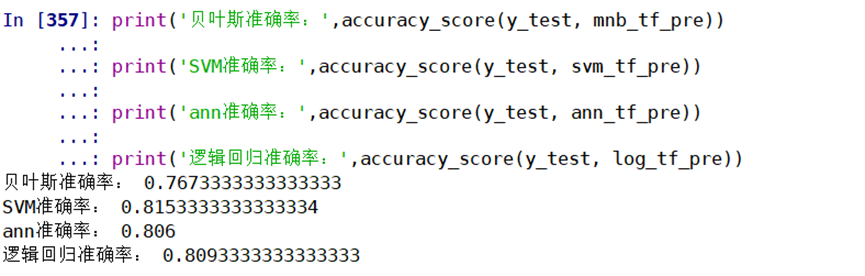 In [357]: print('贝叶斯准确率：',accuracy_score(y_test, mnb_tf_pre))
...:
...: print('SVM准确率：',accuracy_score(y_test, svm_tf_pre))
...:
...: print('ann准确率：',accuracy_score(y_test, ann_tf_pre))
...:
...: print('逻辑回归准确率：',accuracy_score(y_test, log_tf_pre))
贝叶斯准确率： 0.7673333333333333
SVM准确率： 0.8153333333333334
ann准确率： 0.806
逻辑回归准确率： 0.8093333333333333